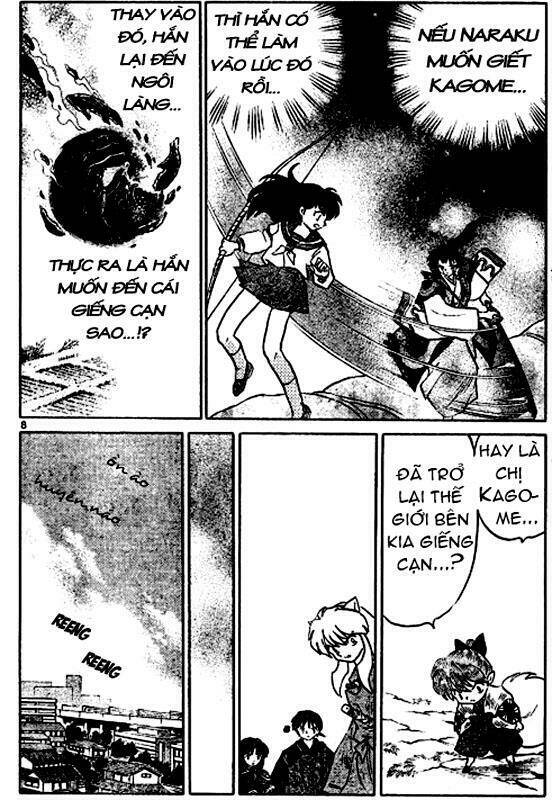 NẾU NARAKU
MUỐN GIẾT
KAGOME...
THÌ HẮN CÓ
THỂ LÀM
VÀO LÚC ĐÓ
RỒI...
THAY VÀO
ĐÓ, HẮN
LẠI ĐẾN
NGÔI
LÀNG...
THỰC RA LÀ HẮN
MUỐN ĐẾN CÁI
GIẾNG CẠN
SAO...!?
8
HAY LÀ
CHỊ
KAGO-
ME...
ĐÃ TRỞ
LẠI THẾ
GIỚI BÊN
KIA GIẾNG
CẠN...?
ồn ào
huyên náo
REENG
REENG